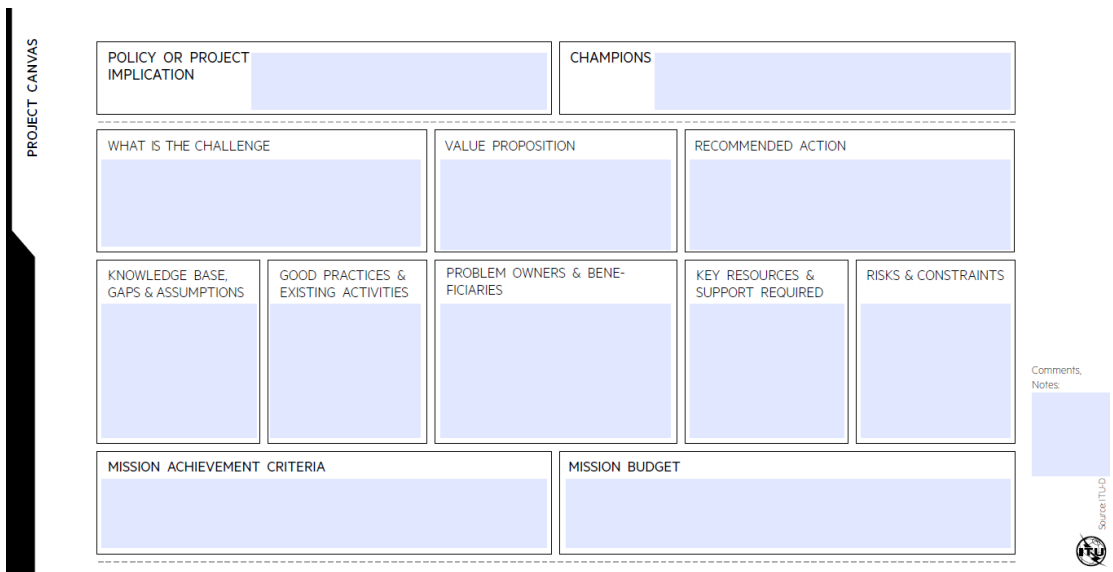 PROJECT CANVAS
POLICY OR PROJECT
IMPLICATION
CHAMPIONS
WHAT IS THE CHALLENGE
VALUE PROPOSITION
RECOMMENDED ACTION
KNOWLEDGE BASE,
GAPS & ASSUMPTIONS
GOOD PRACTICES &
EXISTING ACTIVITIES
PROBLEM OWNERS & BENE-
FICIARIES
KEY RESOURCES &
SUPPORT REQUIRED
RISKS & CONSTRAINTS
Comments,
Notes:
MISSION ACHIEVEMENT CRITERIA
MISSION BUDGET
Source ITU-D
ITU